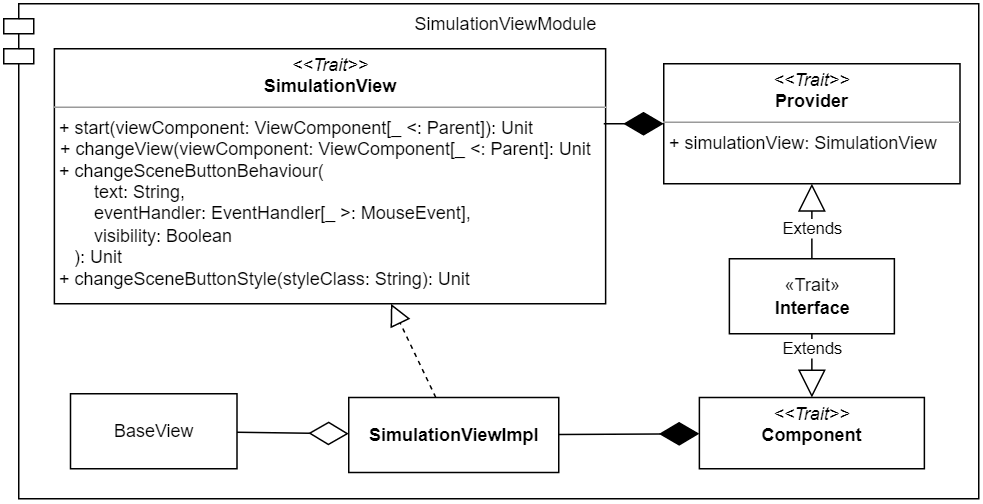 SimulationViewModule
<<Trait>>
SimulationView
+ start(viewComponent: ViewComponent[_ <: Parent]): Unit
+ changeView(viewComponent: ViewComponent[_ <: Parent]: Unit
+ changeSceneButtonBehaviour(
text: String,
eventHandler: EventHandler[_ >: MouseEvent],
visibility: Boolean
): Unit
+ changeSceneButtonStyle(styleClass: String): Unit
<<Trait>>
Provider
+ simulationView: SimulationView
Extends
«Trait»
Interface
Extends
BaseView
SimulationViewImpl
<<Trait>>
Component